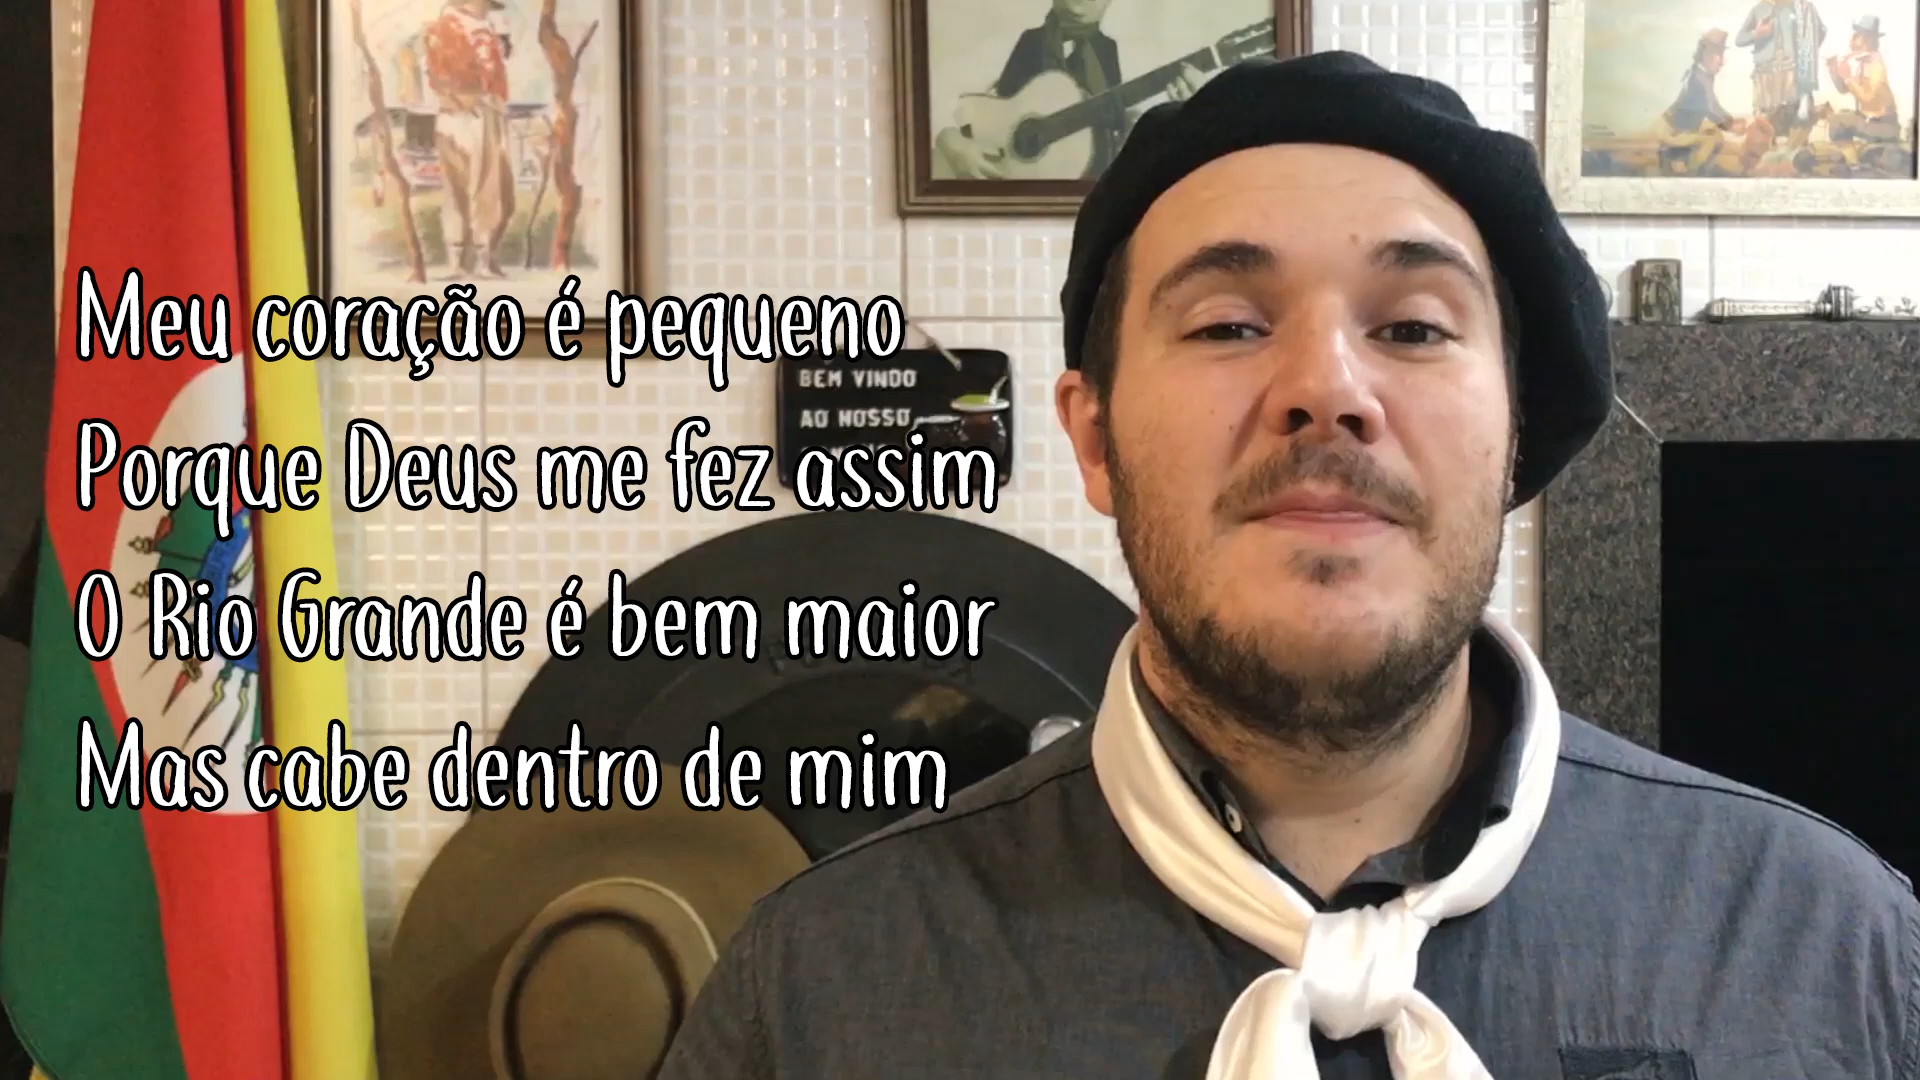 Meu coração é pequeno
Porque Deus me fez assim
O Rio Grande é bem maior
Mas cabe dentro de mim
BEM VINDO
AO NOSSO